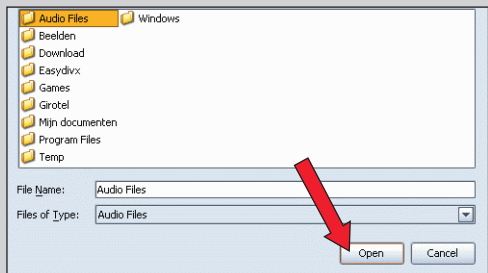 Audio Files Windows
Beelden
Download
Easydivx
Games
Girotel
Mijn documenten
Program Files
Temp
File Name: Audio Files
Files of Type: Audio Files
Open Cancel